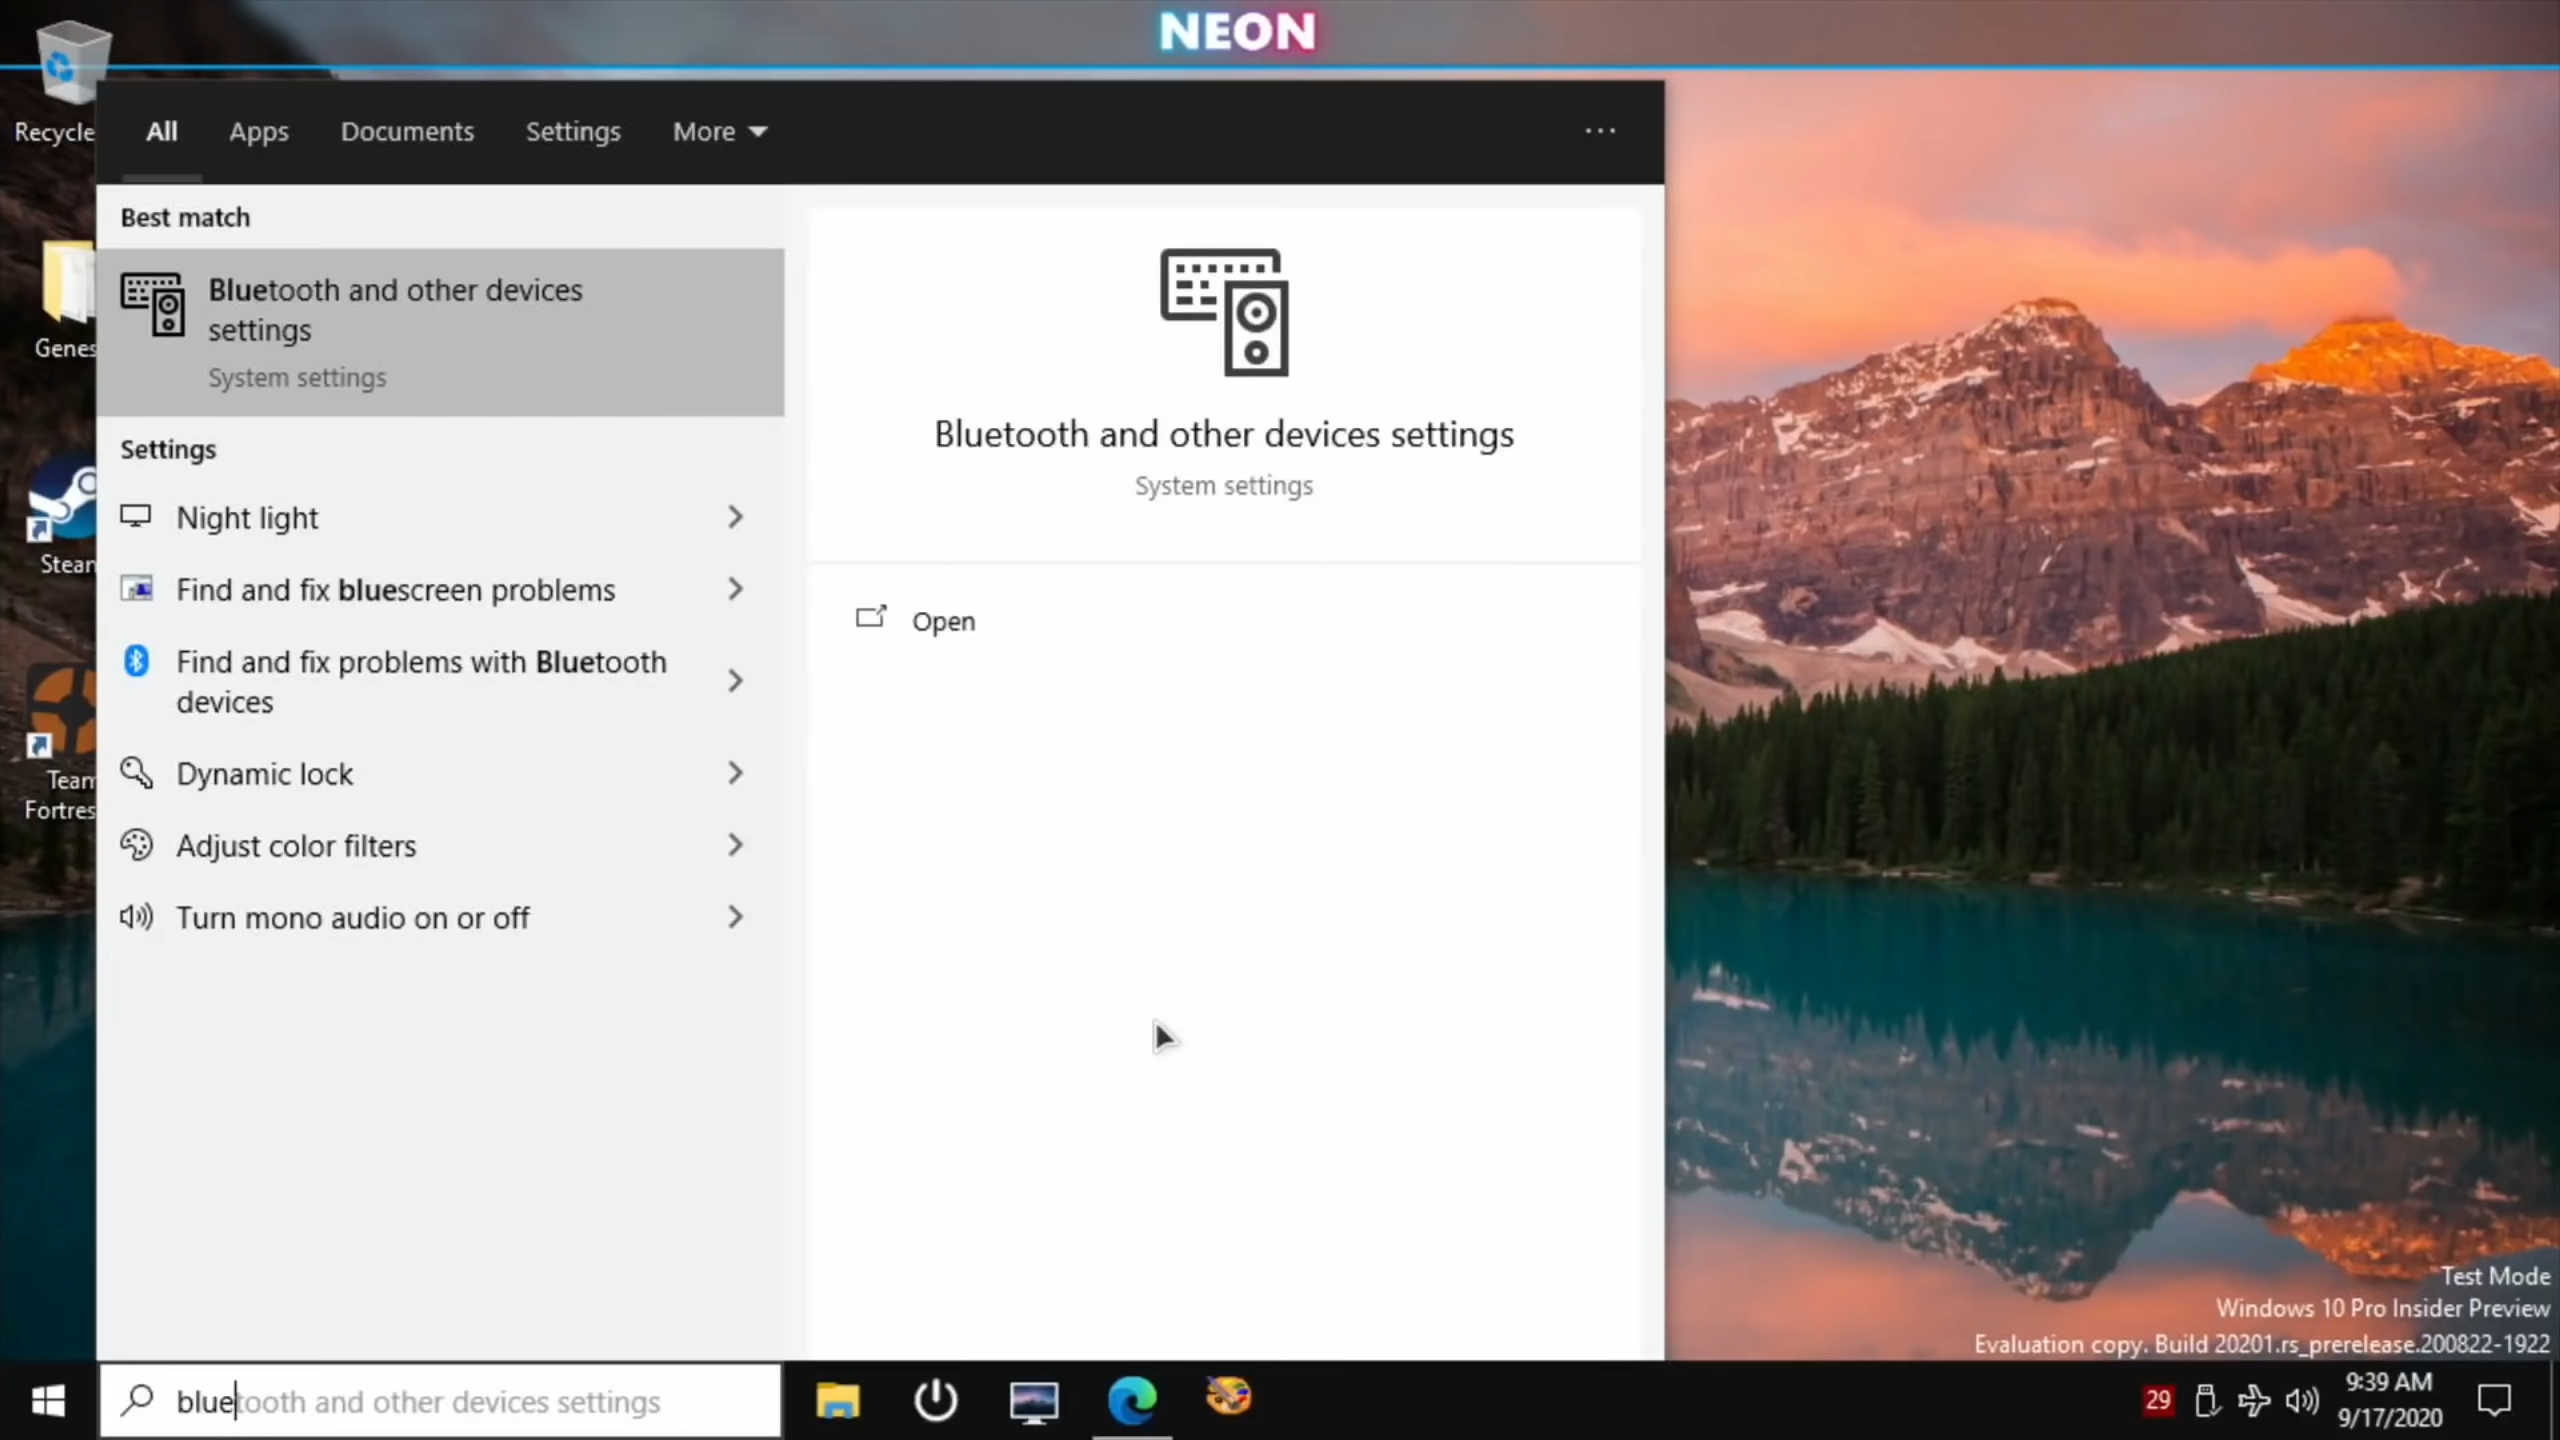 NEON
Recycle
Genes
Steam
Team
Fortres
All Apps Documents Settings More
Best match
Bluetooth and other devices
settings
System settings
Settings
Night light
Find and fix bluescreen problems
Find and fix problems with Bluetooth
devices
Dynamic lock
Adjust color filters
Turn mono audio on or off
Bluetooth and other devices settings
System settings
Open
Test Mode
Windows 10 Pro Insider Preview
Evaluation copy. Build 20201.rs_prerelease.200822-1922
bluetooth and other devices settings
29
9:39 AM
9/17/2020